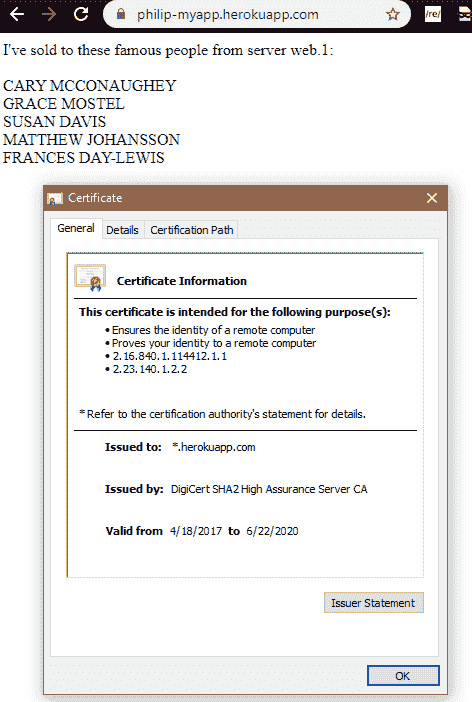 philip-myapp.herokuapp.com
/re/
I've sold to these famous people from server web.1:
CARY MCCONAUGHEY
GRACE MOSTEL
SUSAN DAVIS
MATTHEW JOHANSSON
FRANCES DAY-LEWIS
Certificate
General Details Certification Path
Certificate Information
This certificate is intended for the following purpose(s):
• Ensures the identity of a remote computer
• Proves your identity to a remote computer
• 2.16.840.1.114412.1.1
• 2.23.140.1.2.2
* Refer to the certification authority's statement for details.
Issued to: *.herokuapp.com
Issued by: DigiCert SHA2 High Assurance Server CA
Valid from 4/18/2017 to 6/22/2020
Issuer Statement
OK